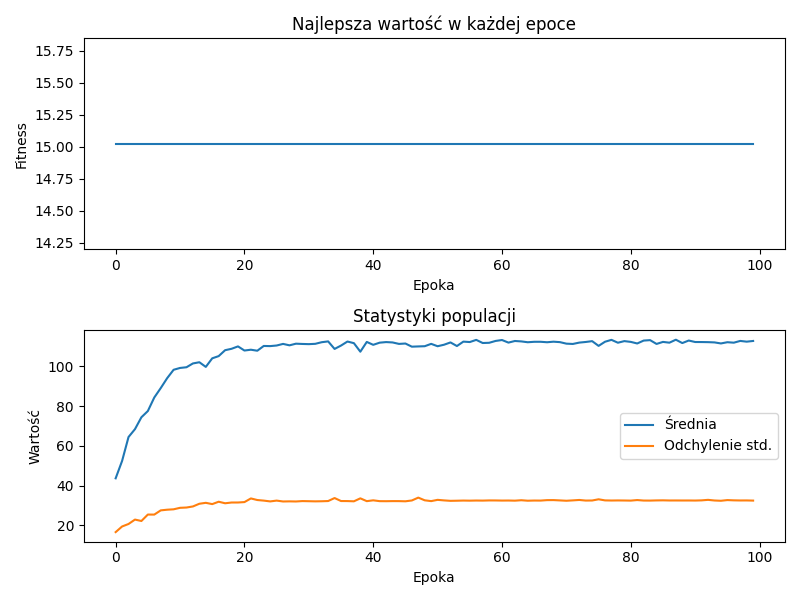 Najlepsza wartość w każdej epoce
15.75
15.50
15.25
15.00
14.75
14.50
14.25
Fitness
0 20 40 60 80 100
Epoka
Statystyki populacji
100
80
60
40
20
Wartość
Średnia
Odchylenie std.
0 20 40 60 80 100
Epoka